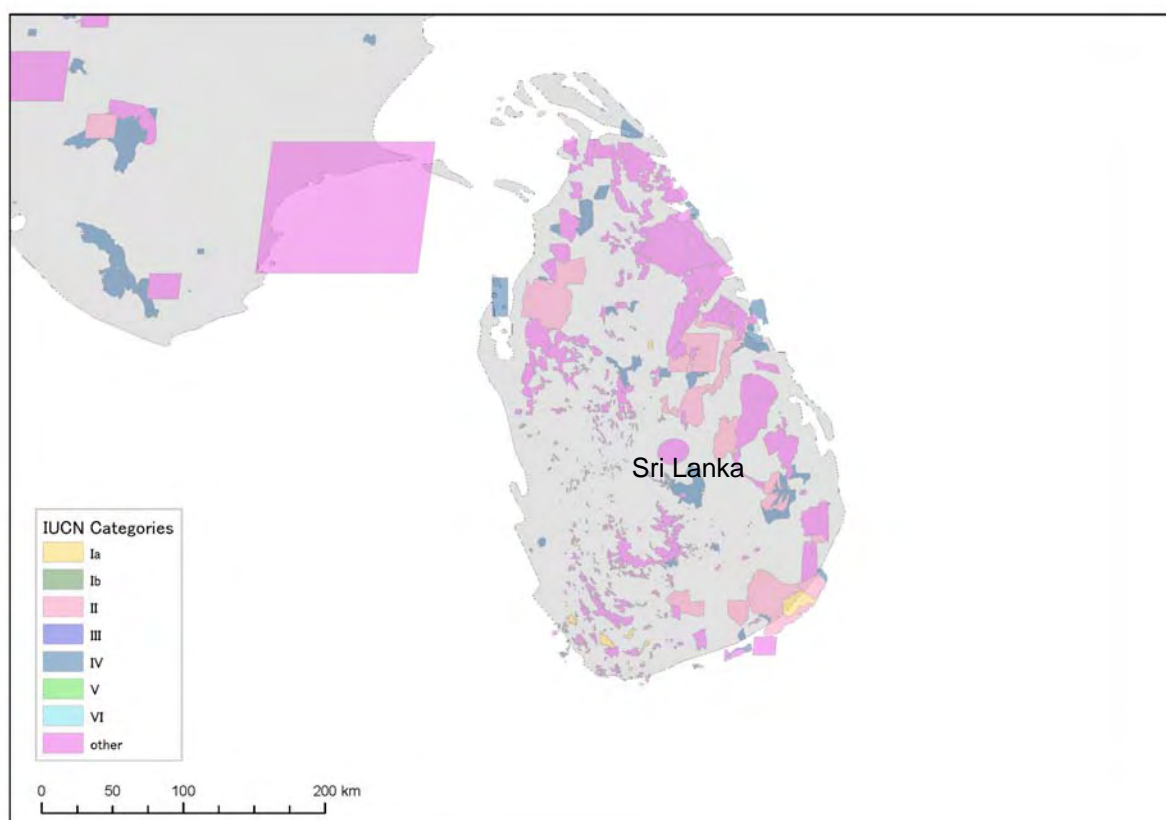 Sri Lanka
IUCN Categories
Ia
Ib
II
III
IV
V
VI
other
0 50 100 200 km